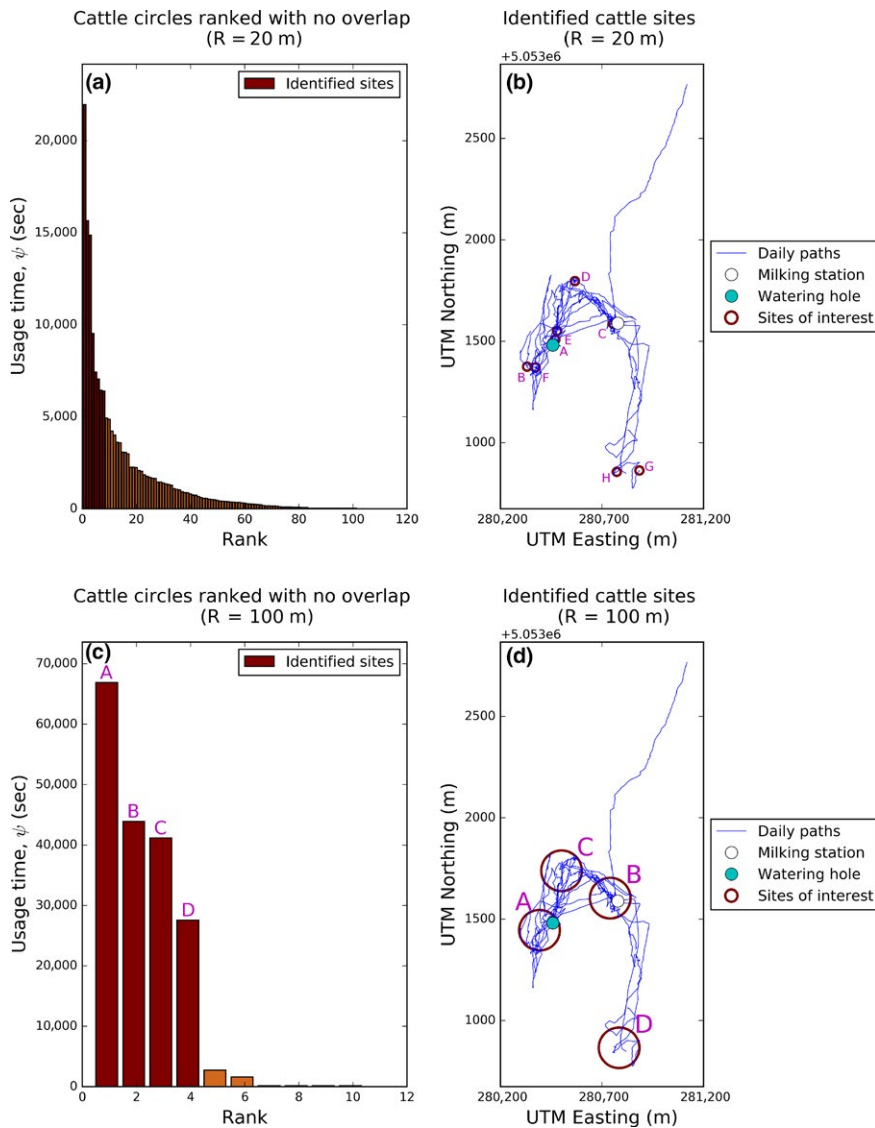 Cattle circles ranked with no overlap
(R = 20 m)
(a)
Identified sites
20,000
15,000
10,000
5,000
0
Usage time, ψ (sec)
0 20 40 60 80 100 120
Rank
Identified cattle sites
(R = 20 m)
+5.053e6
(b)
2500
2000
1500
1000
UTM Northing (m)
D
E
C
A
B
F
H
G
280,200 280,700 281,200
UTM Easting (m)
Daily paths
Milking station
Watering hole
Sites of interest
Cattle circles ranked with no overlap
(R = 100 m)
(c)
Identified sites
70,000
60,000
50,000
40,000
30,000
20,000
10,000
0
Usage time, ψ (sec)
A
B
C
D
0 2 4 6 8 10 12
Rank
Identified cattle sites
(R = 100 m)
+5.053e6
(d)
2500
2000
1500
1000
UTM Northing (m)
C
B
A
D
280,200 280,700 281,200
UTM Easting (m)
Daily paths
Milking station
Watering hole
Sites of interest